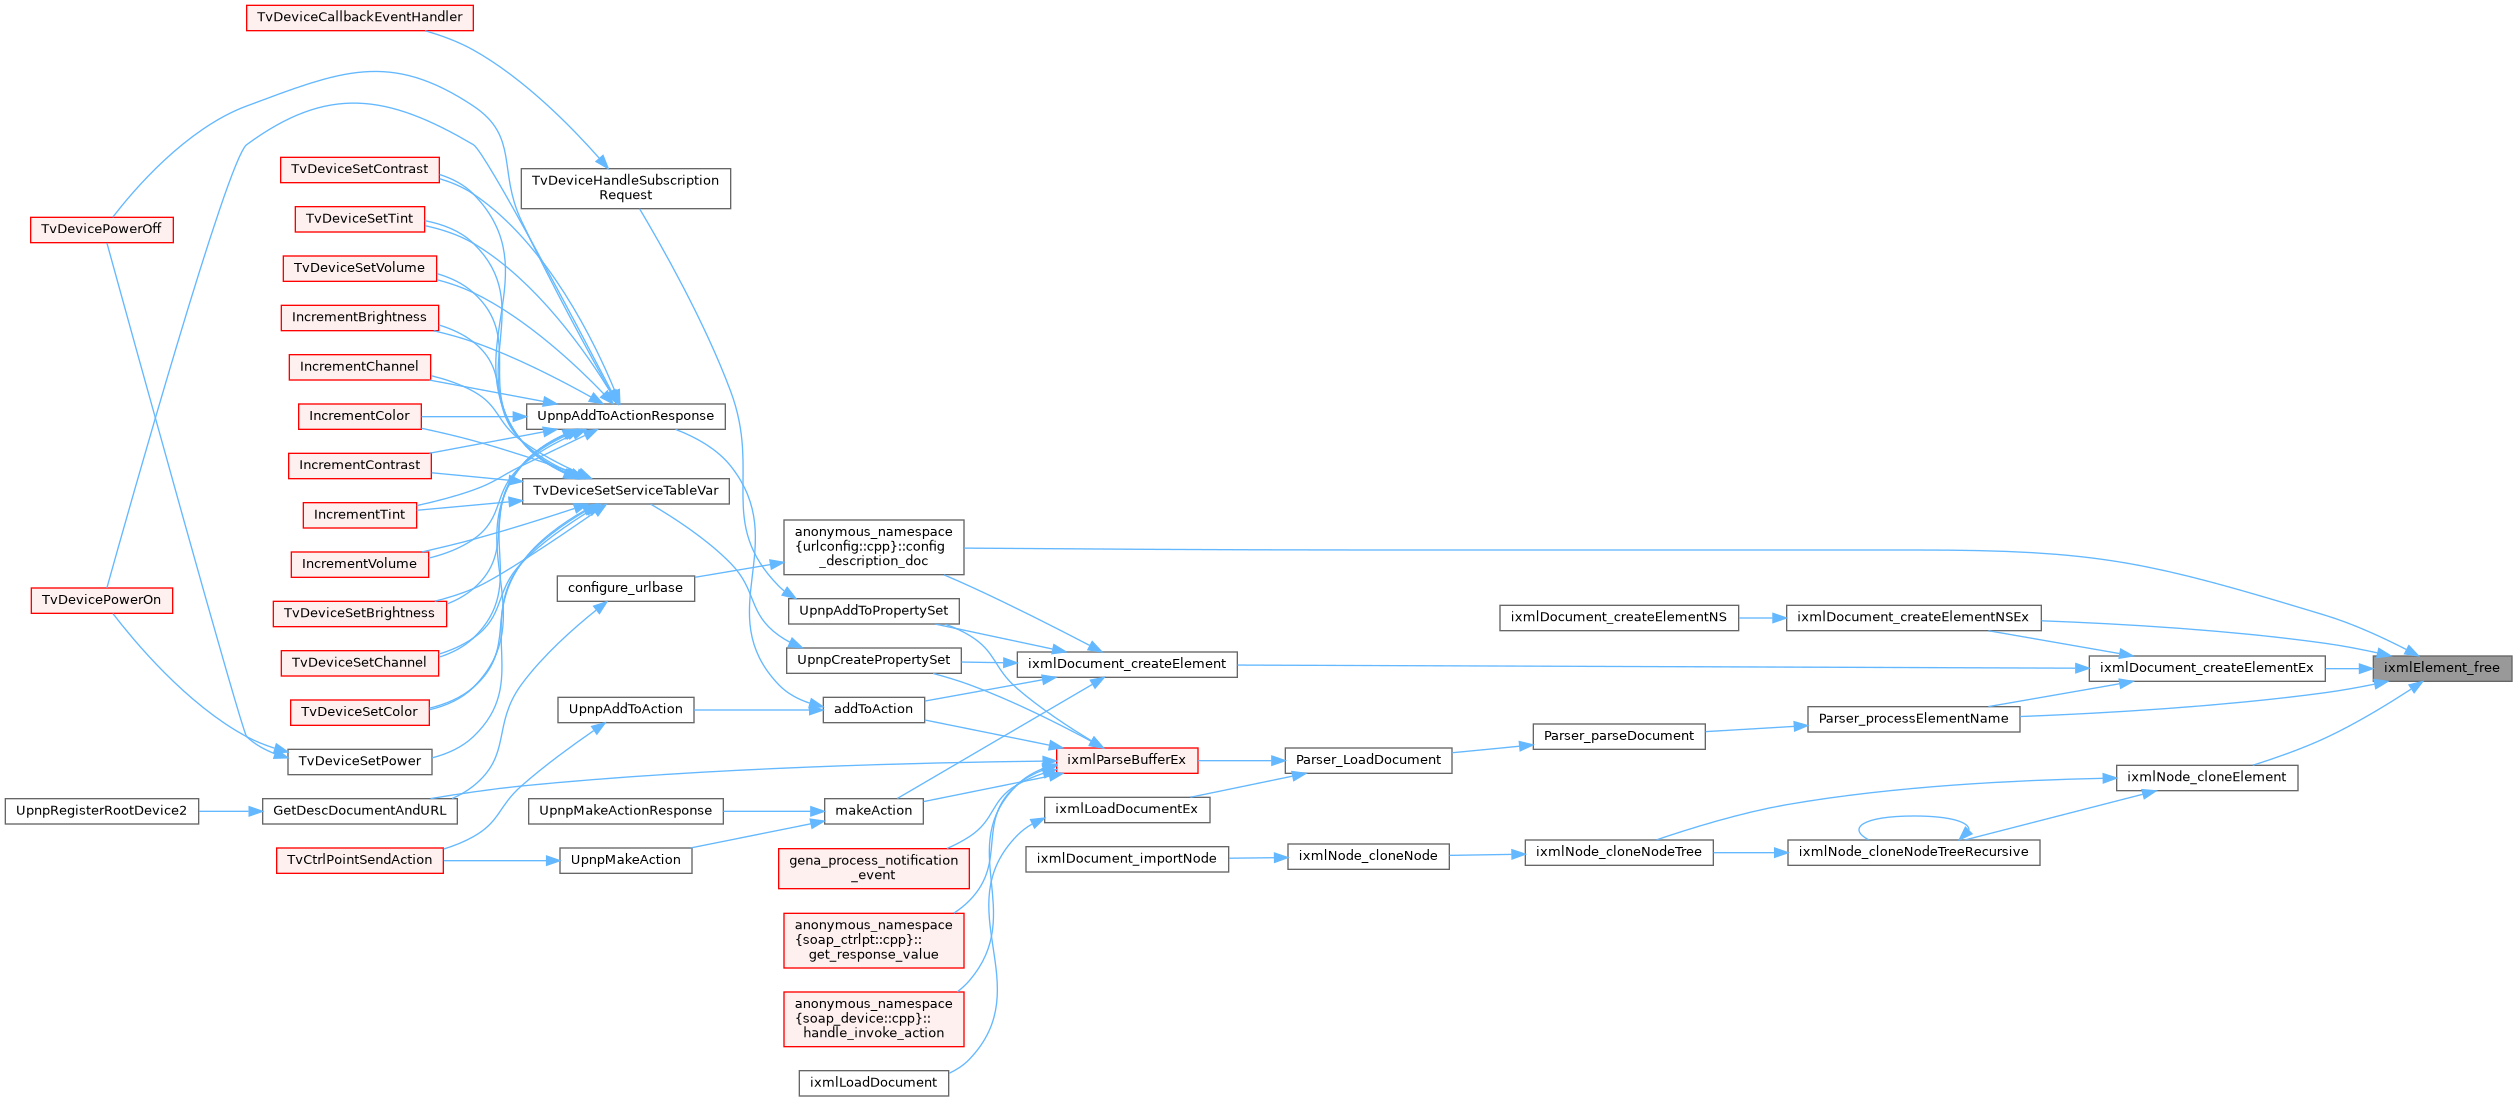 TvDeviceCallbackEventHandler
TvDeviceSetContrast
TvDeviceHandleSubscription
Request
TvDeviceSetTint
TvDevicePowerOff
TvDeviceSetVolume
IncrementBrightness
IncrementChannel
IncrementColor
UpnpAddToActionResponse
IncrementContrast
TvDeviceSetServiceTableVar
IncrementTint
anonymous_namespace
{urlconfig::cpp}::config
_description_doc
IncrementVolume
configure_urlbase
TvDevicePowerOn
TvDeviceSetBrightness
UpnpAddToPropertySet
ixmlDocument_createElementNS
ixmlDocument_createElementNSEx
TvDeviceSetChannel
UpnpCreatePropertySet
ixmlDocument_createElement
ixmlDocument_createElementEx
ixmlElement_free
TvDeviceSetColor
UpnpAddToAction
addToAction
Parser_processElementName
Parser_parseDocument
TvDeviceSetPower
ixmlParseBufferEx
Parser_LoadDocument
ixmlNode_cloneElement
UpnpRegisterRootDevice2
GetDescDocumentAndURL
UpnpMakeActionResponse
makeAction
ixmlLoadDocumentEx
TvCtrlPointSendAction
UpnpMakeAction
gena_process_notification
_event
ixmlDocument_importNode
ixmlNode_cloneNode
ixmlNode_cloneNodeTree
ixmlNode_cloneNodeTreeRecursive
anonymous_namespace
{soap_ctrlpt::cpp}::
get_response_value
anonymous_namespace
{soap_device::cpp}::
handle_invoke_action
ixmlLoadDocument